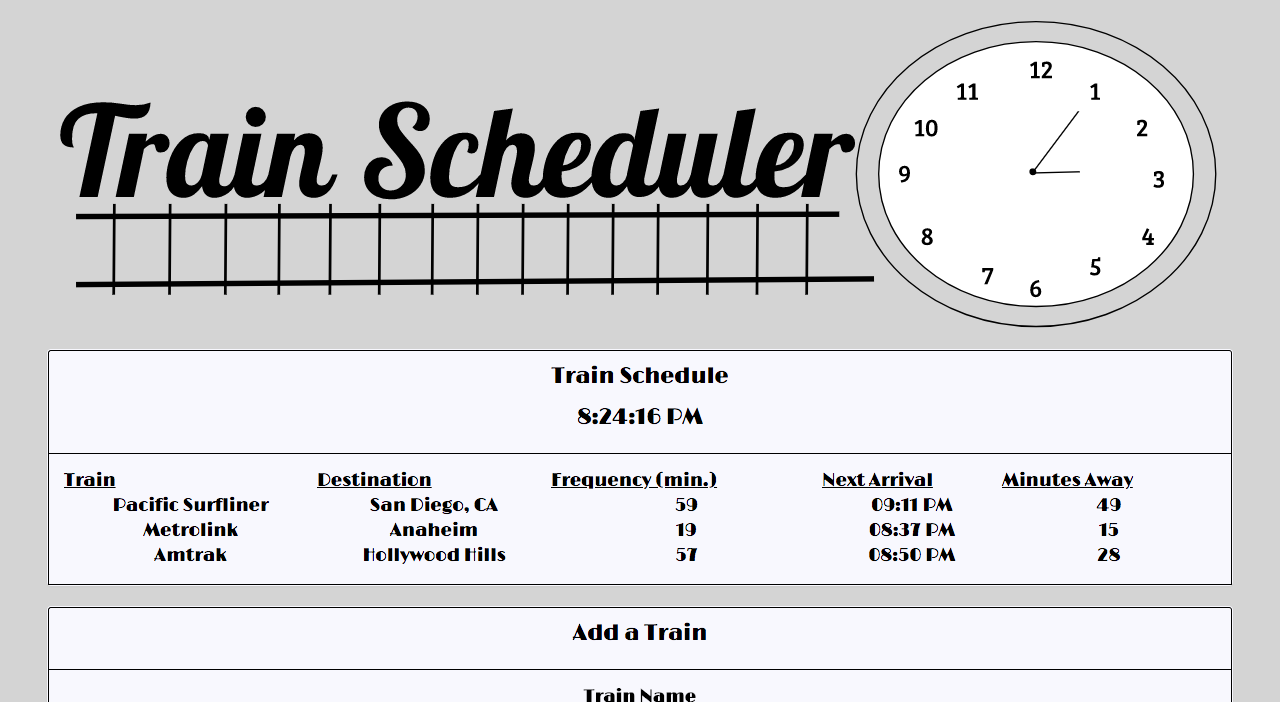 Train Scheduler
12
11 1
10 2
9 3
8 4
7 5
6
Train Schedule
8:24:16 PM
Train Destination Frequency (min.) Next Arrival Minutes Away
Pacific Surfliner San Diego, CA 59 09:11 PM 49
Metrolink Anaheim 19 08:37 PM 15
Amtrak Hollywood Hills 57 08:50 PM 28
Add a Train
Train Name